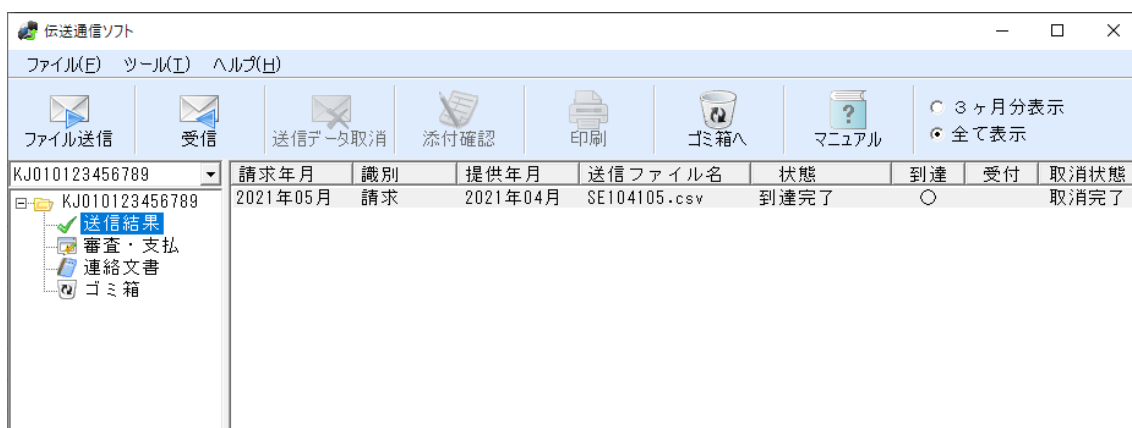 伝送通信ソフト
ファイル(F) ツール(T) ヘルプ(H)
ファイル送信 受信 送信データ取消 添付確認 印刷 ゴミ箱へ マニュアル
3ヶ月分表示
全て表示
KJ010123456789
請求年月 識別 提供年月 送信ファイル名 状態 到達 受付 取消状態
2021年05月 請求 2021年04月 SE104105.csv 到達完了 ○ 取消完了
KJ010123456789
送信結果
審査・支払
連絡文書
ゴミ箱